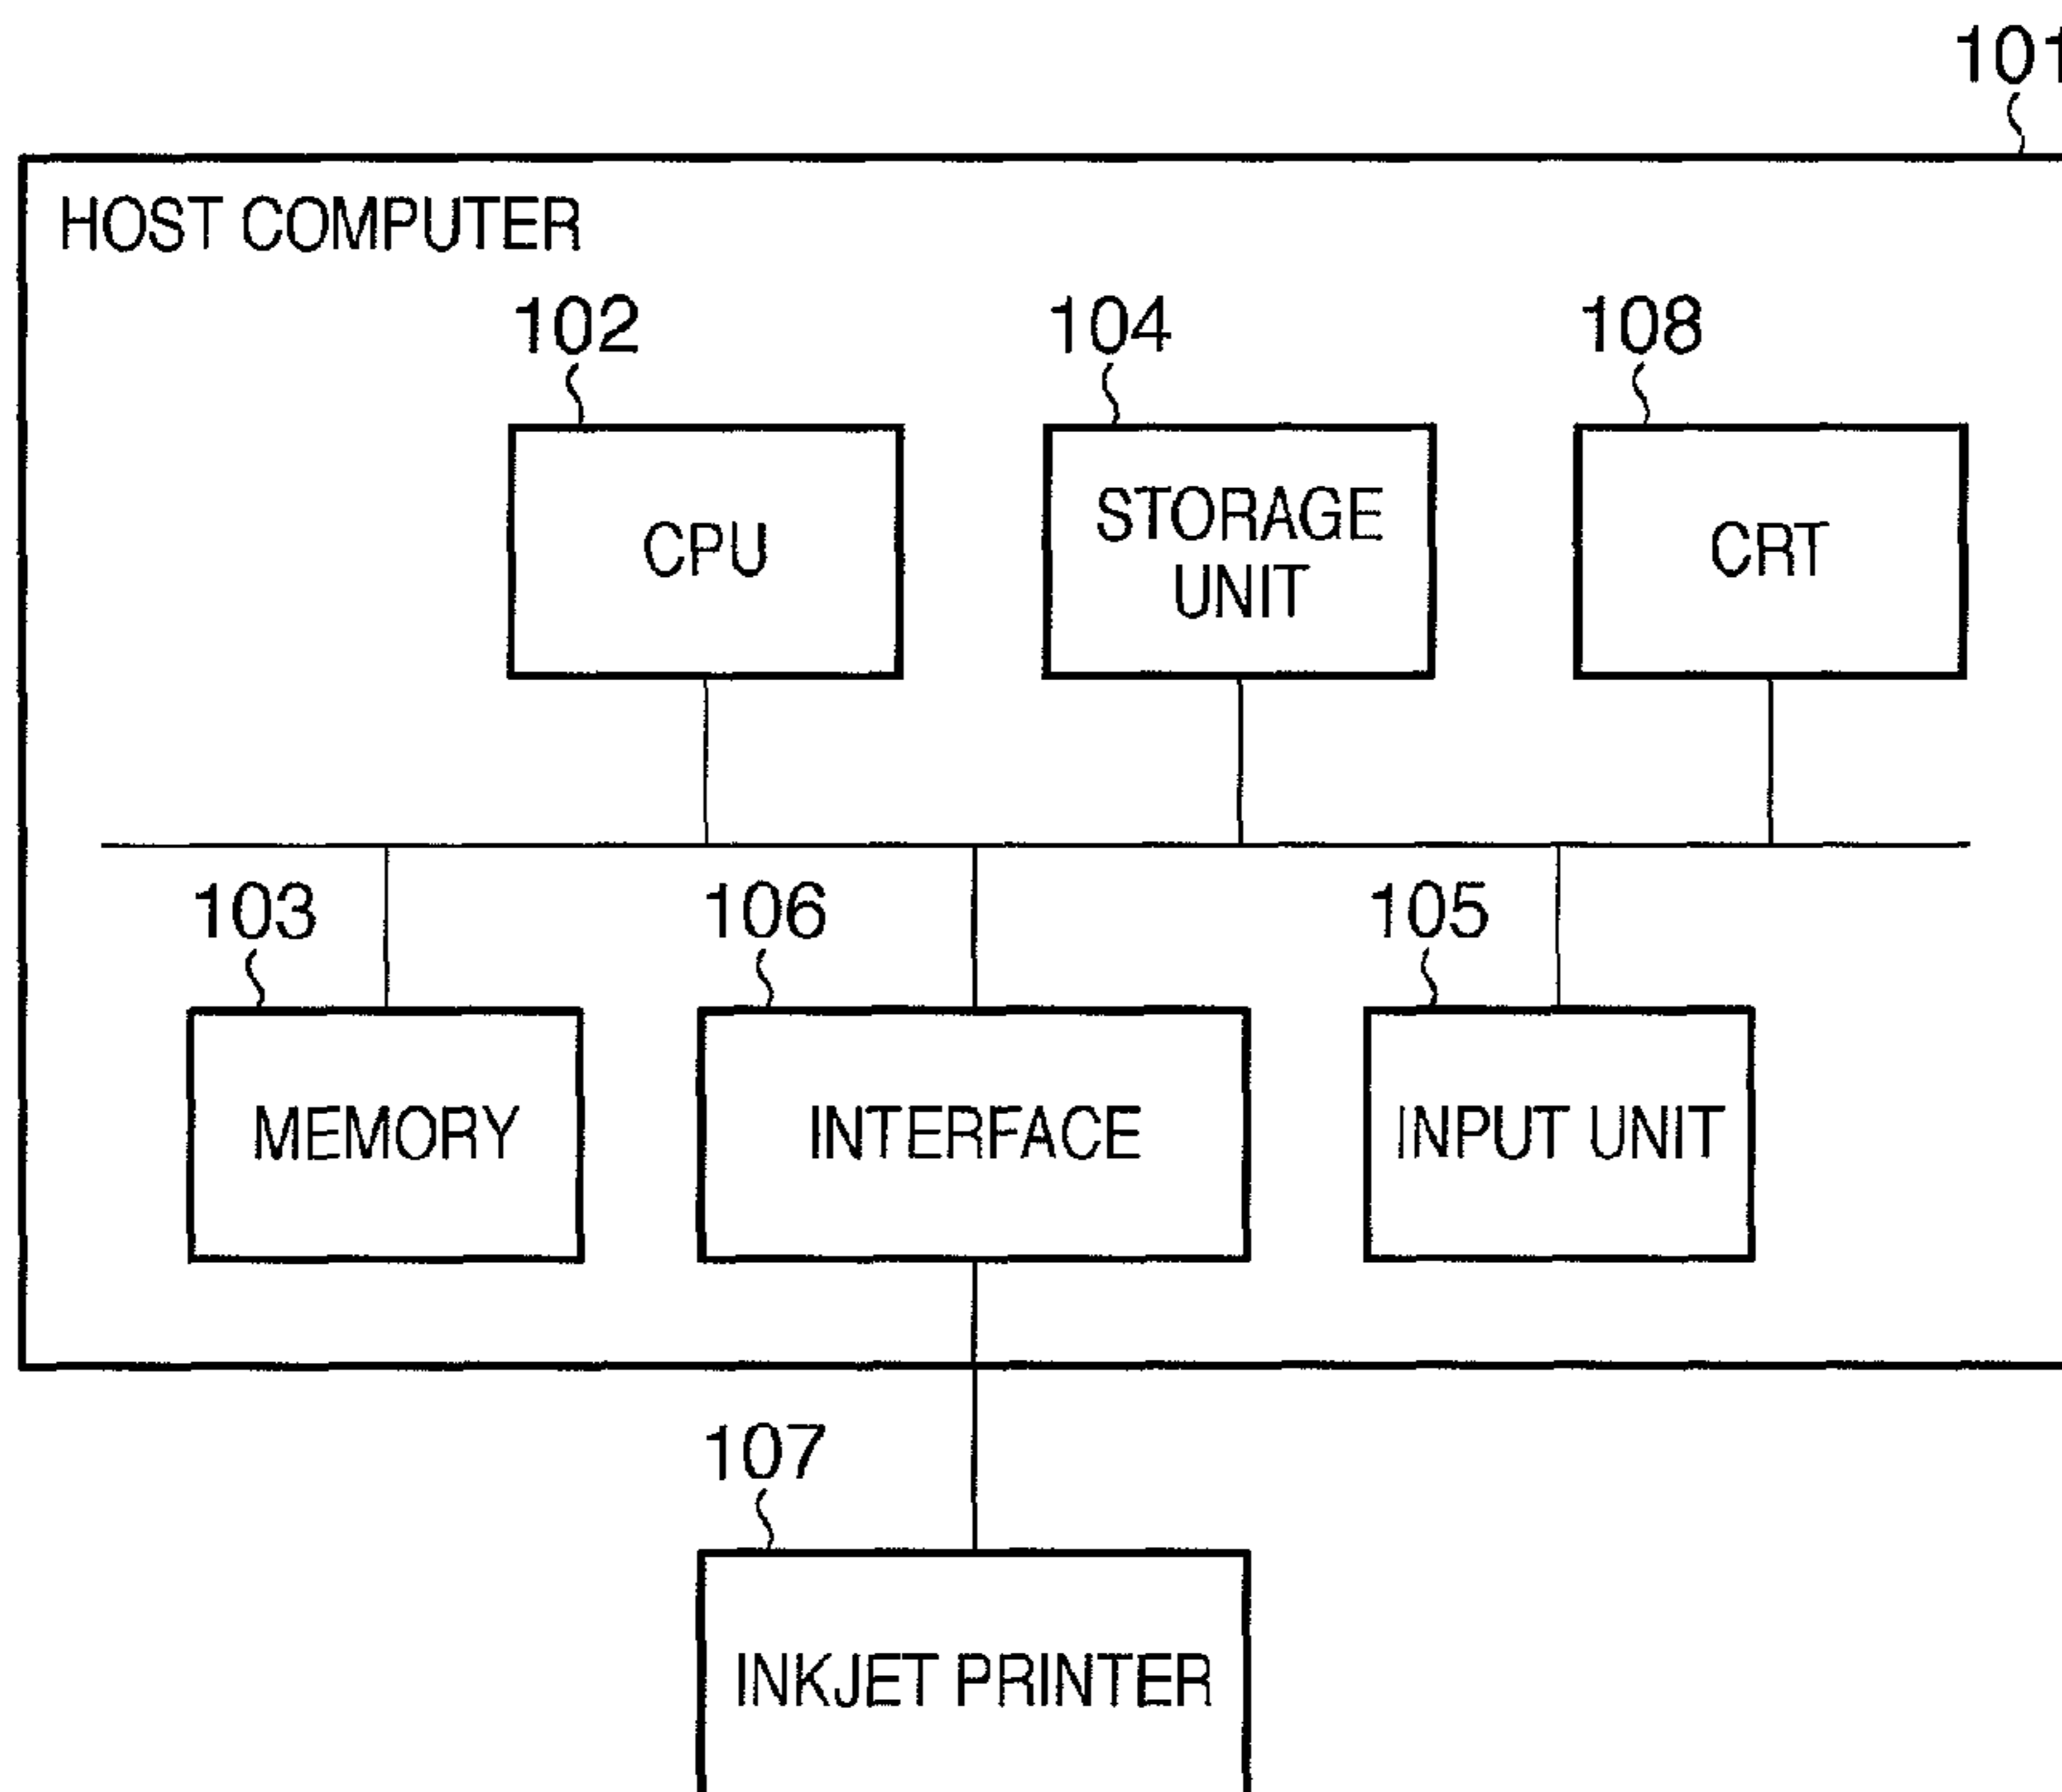 101
HOST COMPUTER
102
104
108
CPU
STORAGE
UNIT
CRT
103
106
105
MEMORY
INTERFACE
INPUT UNIT
107
INKJET PRINTER